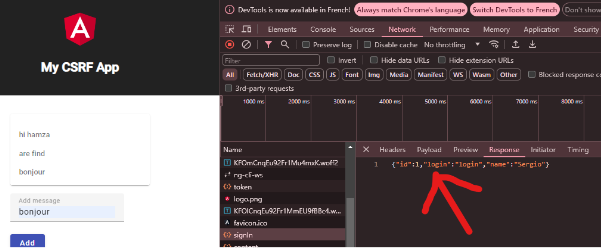 DevTools is now available in French!
Always match Chrome's language
Switch DevTools to French
Don't show
Elements
Console
Sources
Network
Performance
Memory
Application
Security
Preserve log
Disable cache
No throttling
Filter
Invert
Hide data URLs
Hide extension URLs
All
Fetch/XHR
Doc
CSS
JS
Font
Img
Media
Manifest
WS
Wasm
Other
Blocked response co
3rd-party requests
1000 ms
2000 ms
3000 ms
4000 ms
5000 ms
6000 ms
7000 ms
8000 ms
My CSRF App
hi hamza
are find
bonjour
Add message
bonjour
Add
Name
ng-cli-ws
token
logo.png
favicon.ico
signIn
Headers
Payload
Preview
Response
Initiator
Timing
1
{"id":1,"login":"login","name":"Sergio"}